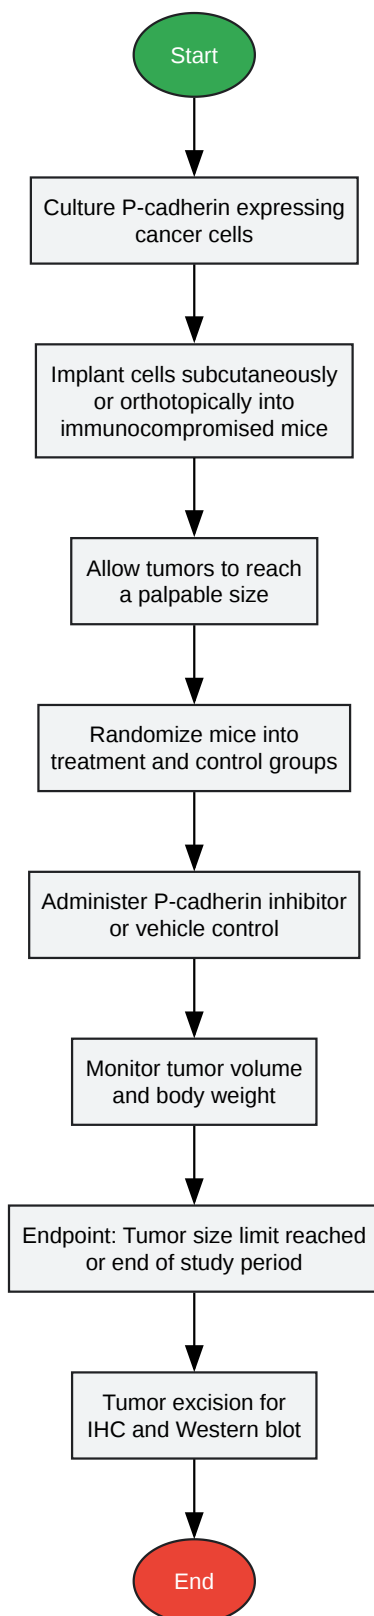 Start
Culture P-cadherin expressing
cancer cells
Implant cells subcutaneously
or orthotopically into
immunocompromised mice
Allow tumors to reach
a palpable size
Randomize mice into
treatment and control groups
Administer P-cadherin inhibitor
or vehicle control
Monitor tumor volume
and body weight
Endpoint: Tumor size limit reached
or end of study period
Tumor excision for
IHC and Western blot
End